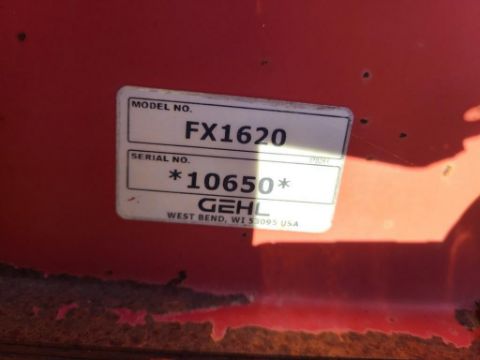 MODEL NO.
FX1620
SERIAL NO.
*10650*
GEHL
WEST BEND, WI 53095 USA